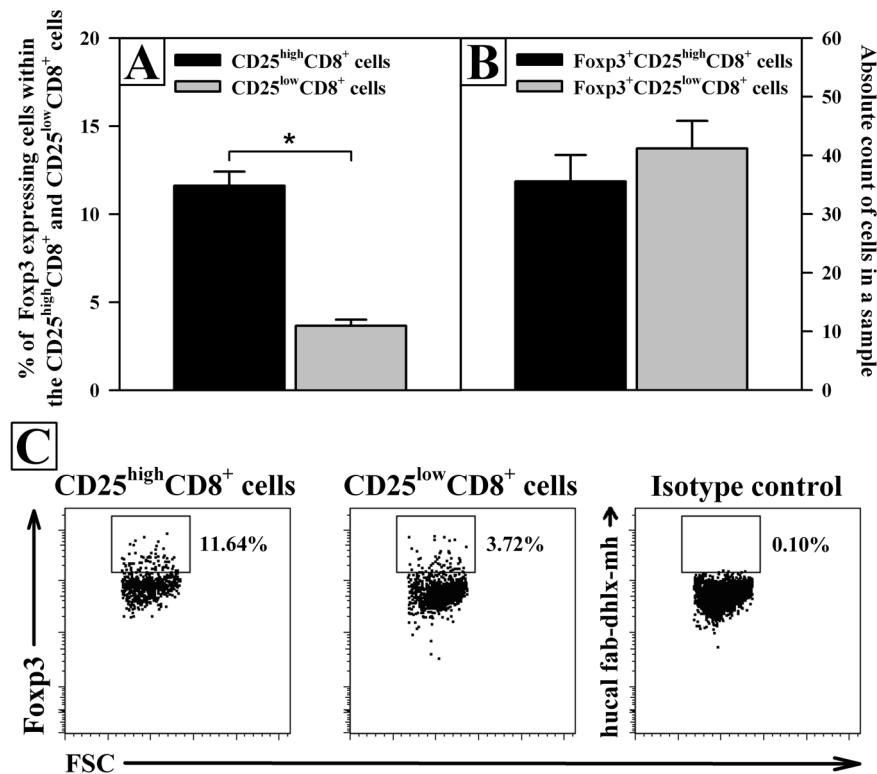 A
CD25highCD8+ cells
CD25lowCD8+ cells
*
20
15
10
5
0
% of Foxp3 expressing cells within
the CD25highCD8+ and CD25lowCD8+ cells
B
Foxp3+CD25highCD8+ cells
Foxp3+CD25lowCD8+ cells
60
50
40
30
20
10
0
Absolute count of cells in a sample
C
CD25highCD8+ cells
11.64%
CD25lowCD8+ cells
3.72%
Isotype control
0.10%
Foxp3
hucal fab-dhlx-mh
FSC